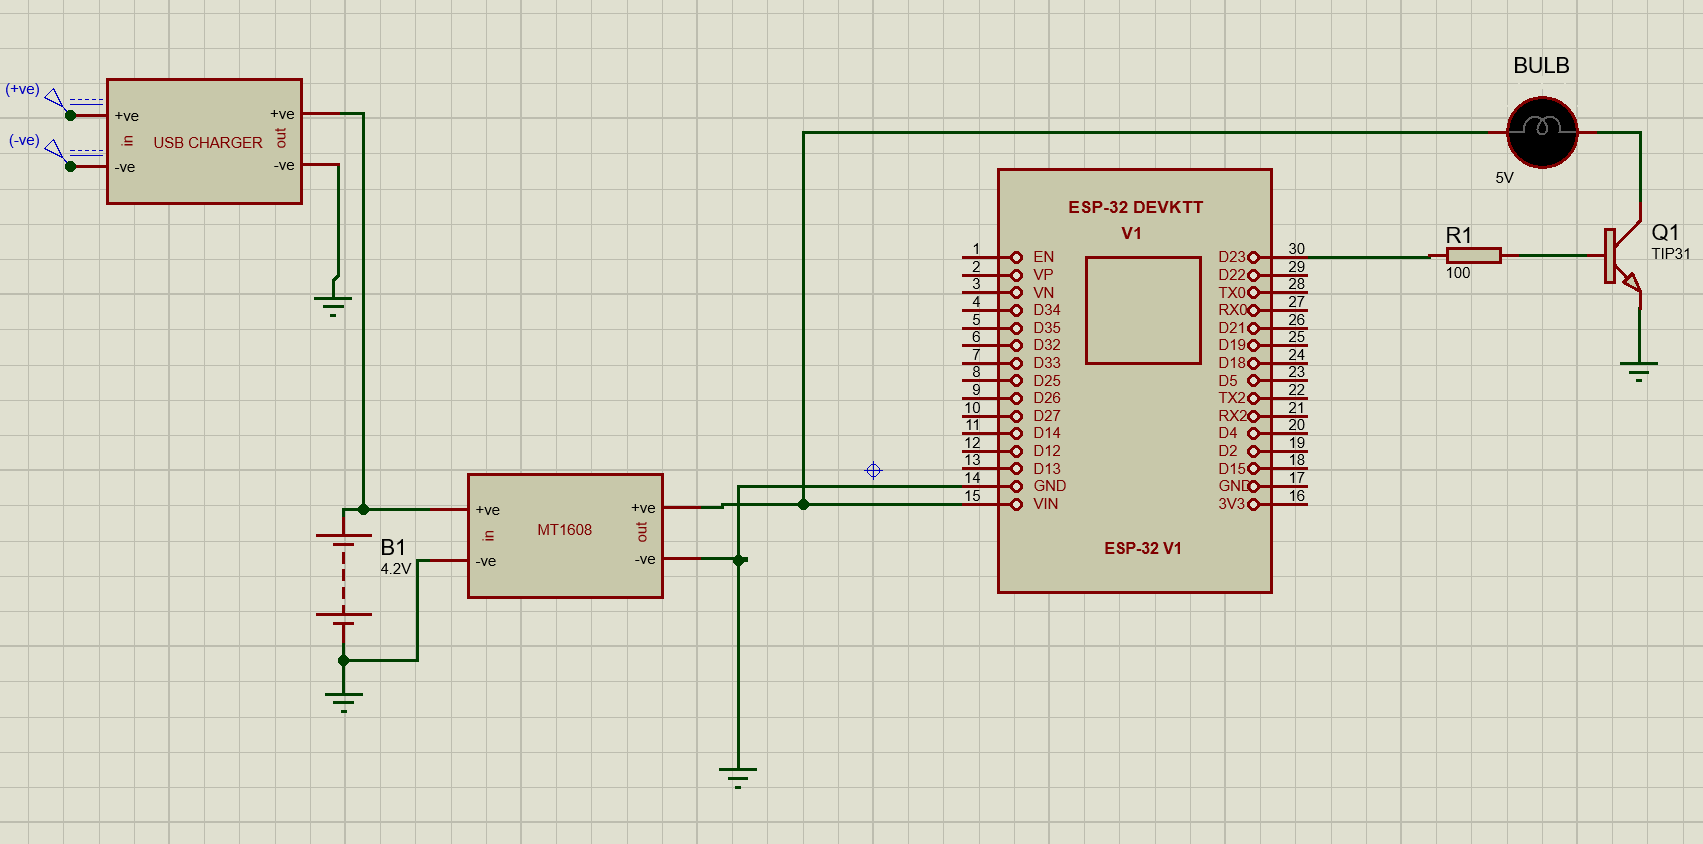 BULB
5V
(+ve)
(-ve)
+ve
-ve
in
USB CHARGER
out
+ve
-ve
ESP-32 DEVKTT
V1
1 EN
2 VP
3 VN
4 D34
5 D35
6 D32
7 D33
8 D25
9 D26
10 D27
11 D14
12 D12
13 D13
14 GND
15 VIN
D23 30
D22 29
TX0 28
RX0 27
D21 26
D19 25
D18 24
D5 23
TX2 22
RX2 21
D4 20
D2 19
D15 18
GND 17
3V3 16
ESP-32 V1
R1
100
Q1
TIP31
B1
4.2V
+ve
-ve
in
MT1608
out
+ve
-ve